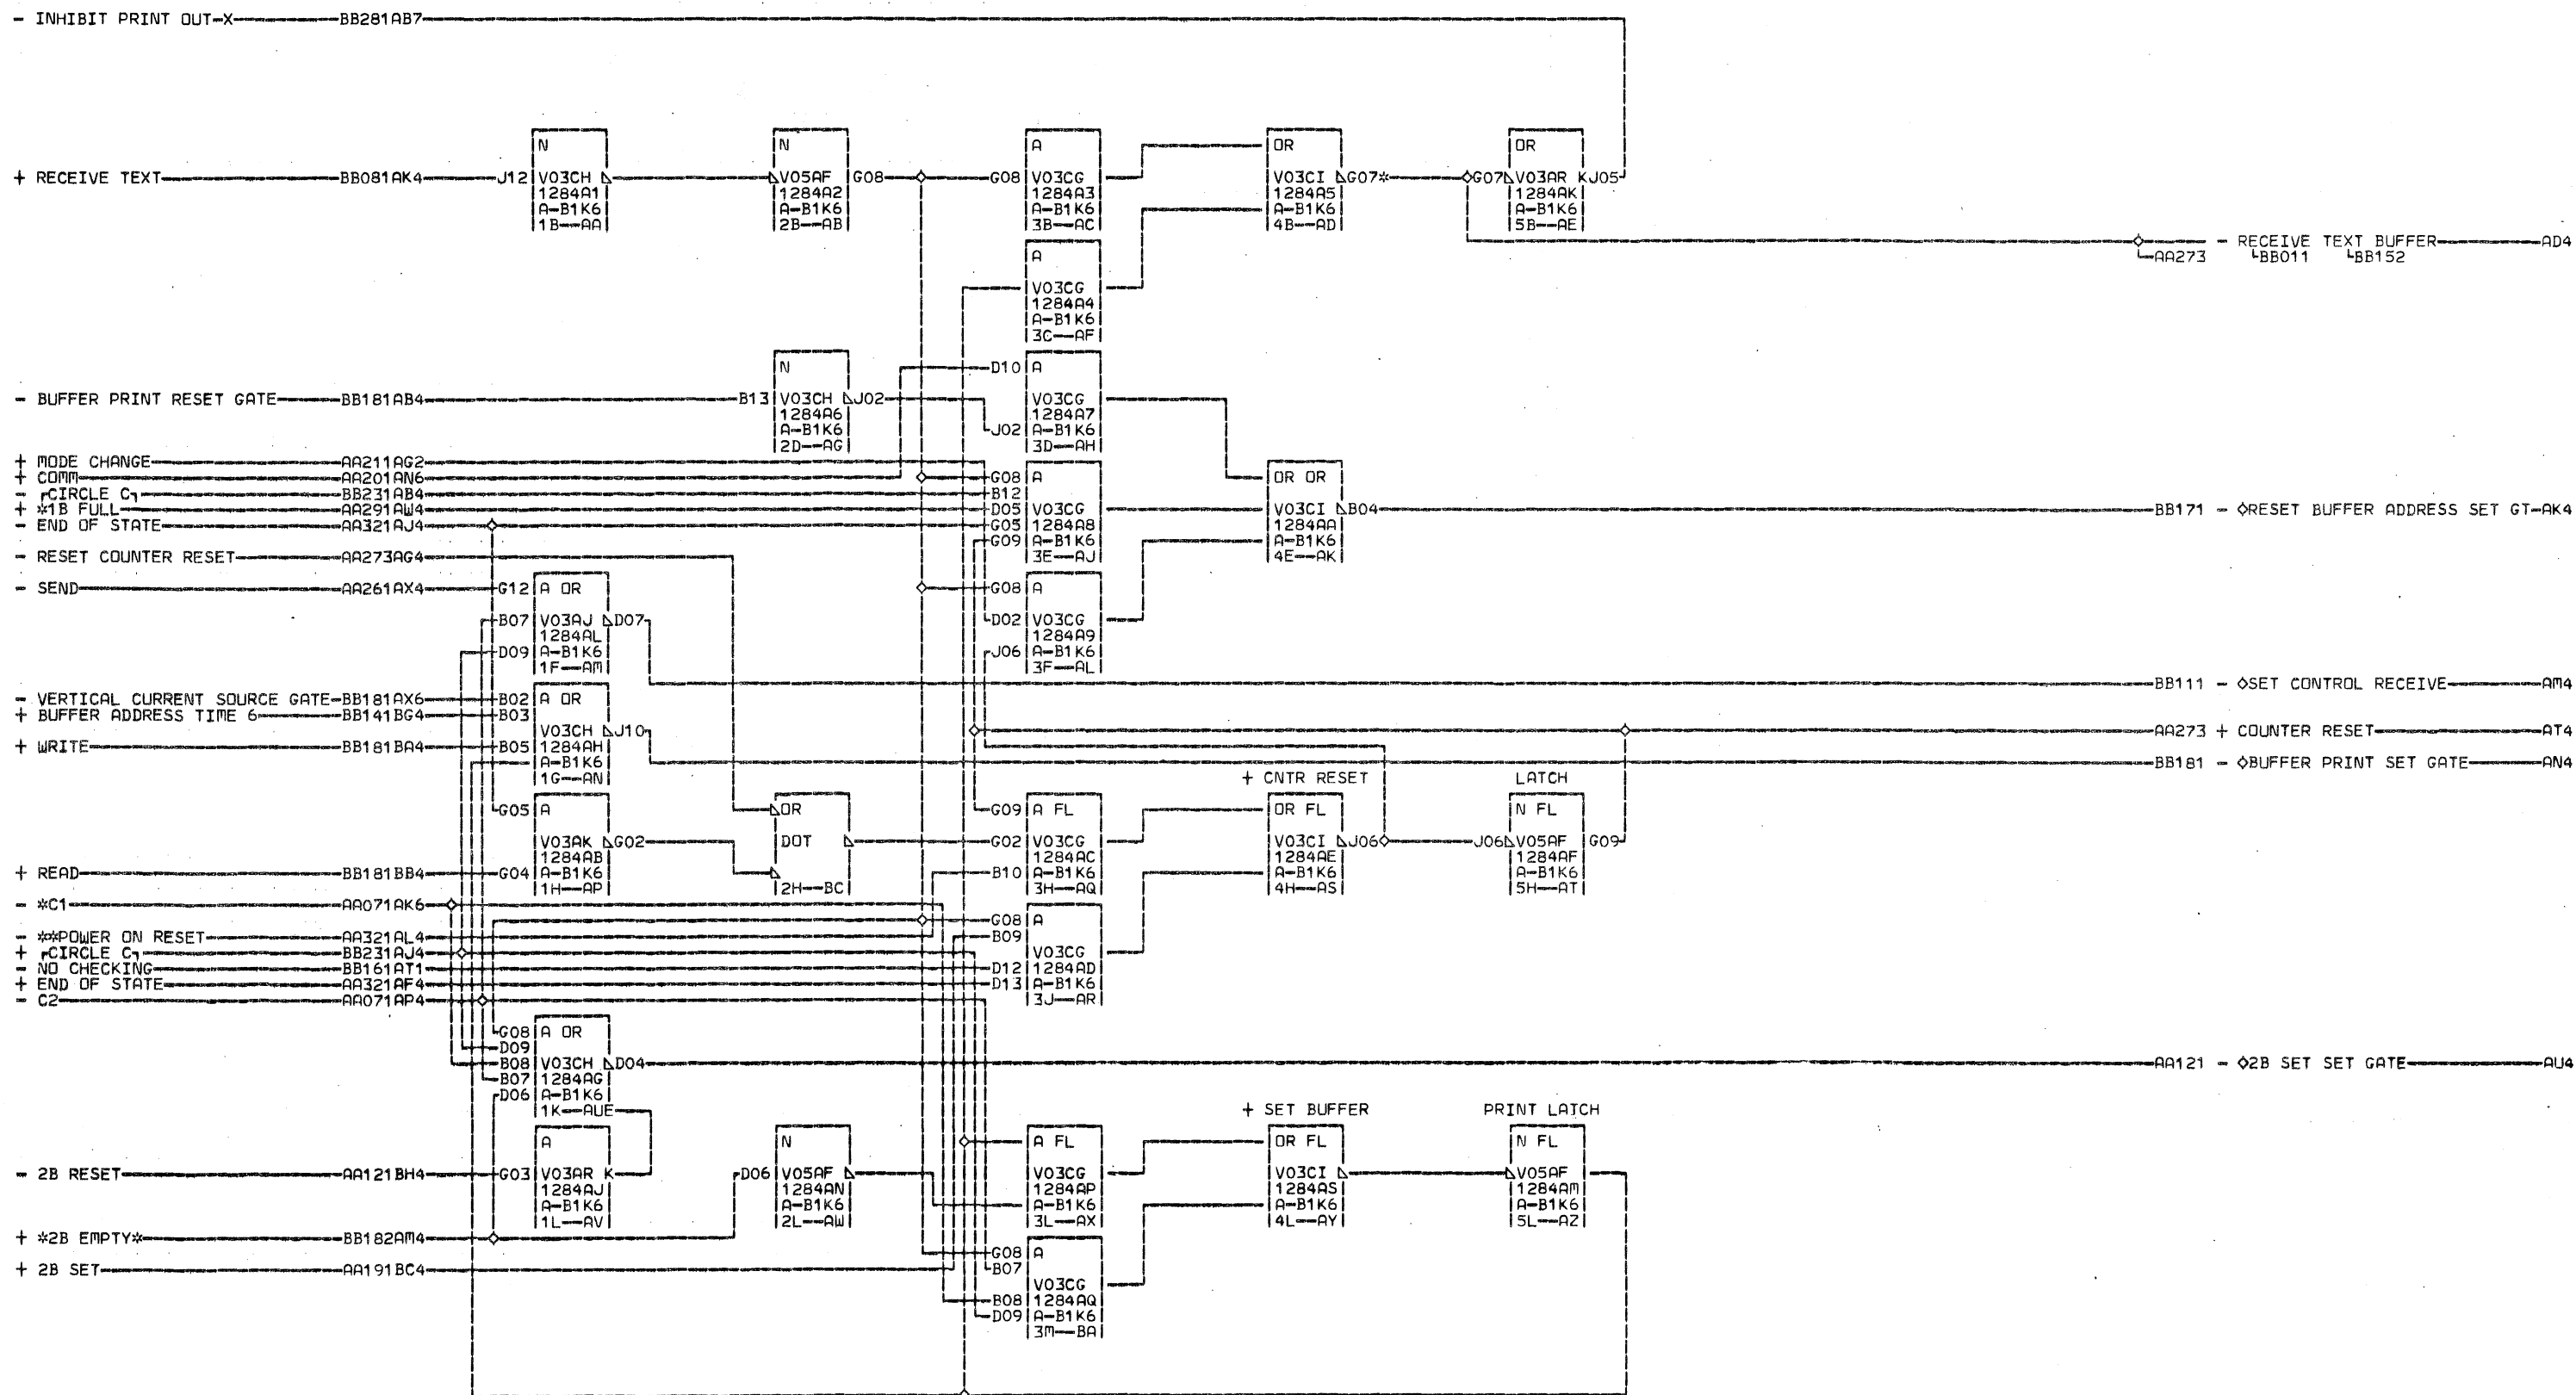 - INHIBIT PRINT OUT-X BB281AB7
N N A OR OR
+ RECEIVE TEXT BB081AK4 J12 V03CH V05AF G08 G08 V03CG V03CI G07* G07 V03AR K J05
1284A1 1284A2 1284A3 1284A5 1284AK
A-B1K6 A-B1K6 A-B1K6 A-B1K6 A-B1K6
1B--AA 2B--AB 3B--AC 4B--AD 5B--AE
- RECEIVE TEXT BUFFER AD4
A AA273 BB011 BB152
V03CG
1284A4
A-B1K6
3C--AF
N D10 A
- BUFFER PRINT RESET GATE BB181AB4 B13 V03CH J02 V03CG
1284A6 1284A7
A-B1K6 J02 A-B1K6
2D--AG 3D--AH
+ MODE CHANGE AA211AG2
+ COMM AA201AN6 G08 A OR OR
- CIRCLE C BB231AB4 B12
+ *1B FULL AA291AW4 D05 V03CG V03CI B04 BB171 - ◇RESET BUFFER ADDRESS SET GT-AK4
- END OF STATE AA321AJ4 G05 1284A8 1284AA
G09 A-B1K6 A-B1K6
- RESET COUNTER RESET AA273AG4 3E--AJ 4E--AK
- SEND AA261AX4 G12 A OR G08 A
B07 V03AJ D07 D02 V03CG
1284AL 1284A9
D09 A-B1K6 J06 A-B1K6
1F--AM 3F--AL
BB111 - ◇SET CONTROL RECEIVE AM4
- VERTICAL CURRENT SOURCE GATE-BB181AX6 B02 A OR
+ BUFFER ADDRESS TIME 6 BB141BG4 B03
V03CH J10 AA273 + COUNTER RESET AT4
+ WRITE BB181BA4 B05 1284AH
A-B1K6 BB181 - ◇BUFFER PRINT SET GATE AN4
1G--AN + CNTR RESET LATCH
G05 A OR G09 A FL OR FL N FL
V03AK G02 DOT G02 V03CG V03CI J06 J06 V05AF G09
1284AB 1284AC 1284AE 1284AF
+ READ BB181BB4 G04 A-B1K6 B10 A-B1K6 A-B1K6 A-B1K6
1H--AP 2H--BC 3H--AQ 4H--AS 5H--AT
- *C1 AA071AK6
G08 A
- **POWER ON RESET AA321AL4 B09
+ CIRCLE C BB231AJ4 V03CG
- NO CHECKING BB161AT1 D12 1284AD
+ END OF STATE AA321AF4 D13 A-B1K6
- C2 AA071AP4 3J--AR
G08 A OR
D09
B08 V03CH D04 AA121 - ◇2B SET SET GATE AU4
B07 1284AG
D06 A-B1K6
1K--AUE + SET BUFFER PRINT LATCH
A N A FL OR FL N FL
- 2B RESET AA121BH4 G03 V03AR K D06 V05AF V03CG V03CI V05AF
1284AJ 1284AN 1284AP 1284AS 1284AM
A-B1K6 A-B1K6 A-B1K6 A-B1K6 A-B1K6
1L--AV 2L--AW 3L--AX 4L--AY 5L--AZ
+ *2B EMPTY* BB182AM4
G08 A
+ 2B SET AA191BC4 B07
V03CG
B08 1284AQ
D09 A-B1K6
3M--BA